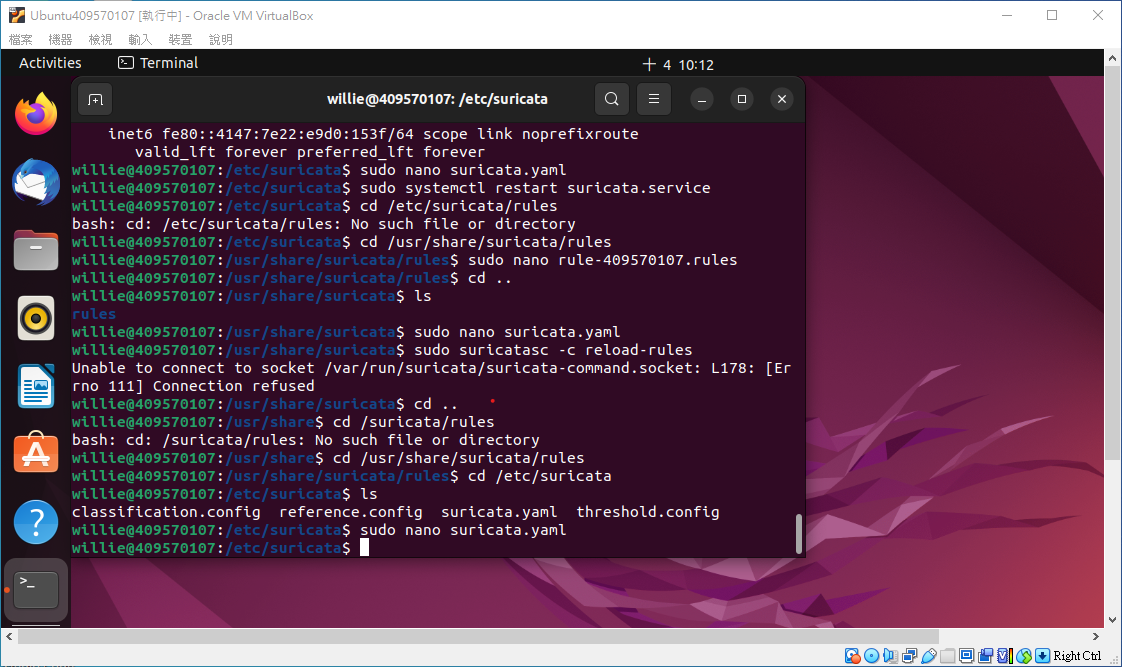 Ubuntu409570107 [執行中] - Oracle VM VirtualBox
檔案 機器 檢視 輸入 裝置 說明
Activities Terminal 十 4 10:12
willie@409570107: /etc/suricata
inet6 fe80::4147:7e22:e9d0:153f/64 scope link noprefixroute
valid_lft forever preferred_lft forever
willie@409570107:/etc/suricata$ sudo nano suricata.yaml
willie@409570107:/etc/suricata$ sudo systemctl restart suricata.service
willie@409570107:/etc/suricata$ cd /etc/suricata/rules
bash: cd: /etc/suricata/rules: No such file or directory
willie@409570107:/etc/suricata$ cd /usr/share/suricata/rules
willie@409570107:/usr/share/suricata/rules$ sudo nano rule-409570107.rules
willie@409570107:/usr/share/suricata/rules$ cd ..
willie@409570107:/usr/share/suricata$ ls
rules
willie@409570107:/usr/share/suricata$ sudo nano suricata.yaml
willie@409570107:/usr/share/suricata$ sudo suricatasc -c reload-rules
Unable to connect to socket /var/run/suricata/suricata-command.socket: L178: [Er
rno 111] Connection refused
willie@409570107:/usr/share/suricata$ cd ..
willie@409570107:/usr/share$ cd /suricata/rules
bash: cd: /suricata/rules: No such file or directory
willie@409570107:/usr/share$ cd /usr/share/suricata/rules
willie@409570107:/usr/share/suricata/rules$ cd /etc/suricata
willie@409570107:/etc/suricata$ ls
classification.config reference.config suricata.yaml threshold.config
willie@409570107:/etc/suricata$ sudo nano suricata.yaml
willie@409570107:/etc/suricata$
Right Ctrl